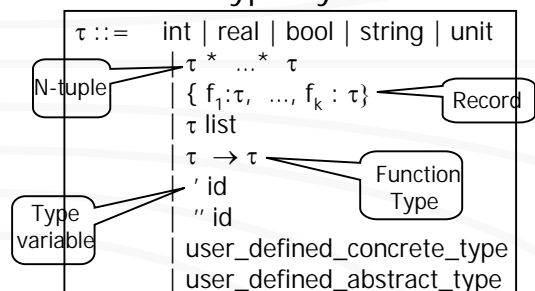 τ ::= int | real | bool | string | unit
| τ * ...* τ
N-tuple
| { f1:τ, ..., fk : τ}
Record
| τ list
| τ → τ
Function
Type
| ' id
Type
variable
| '' id
| user_defined_concrete_type
| user_defined_abstract_type